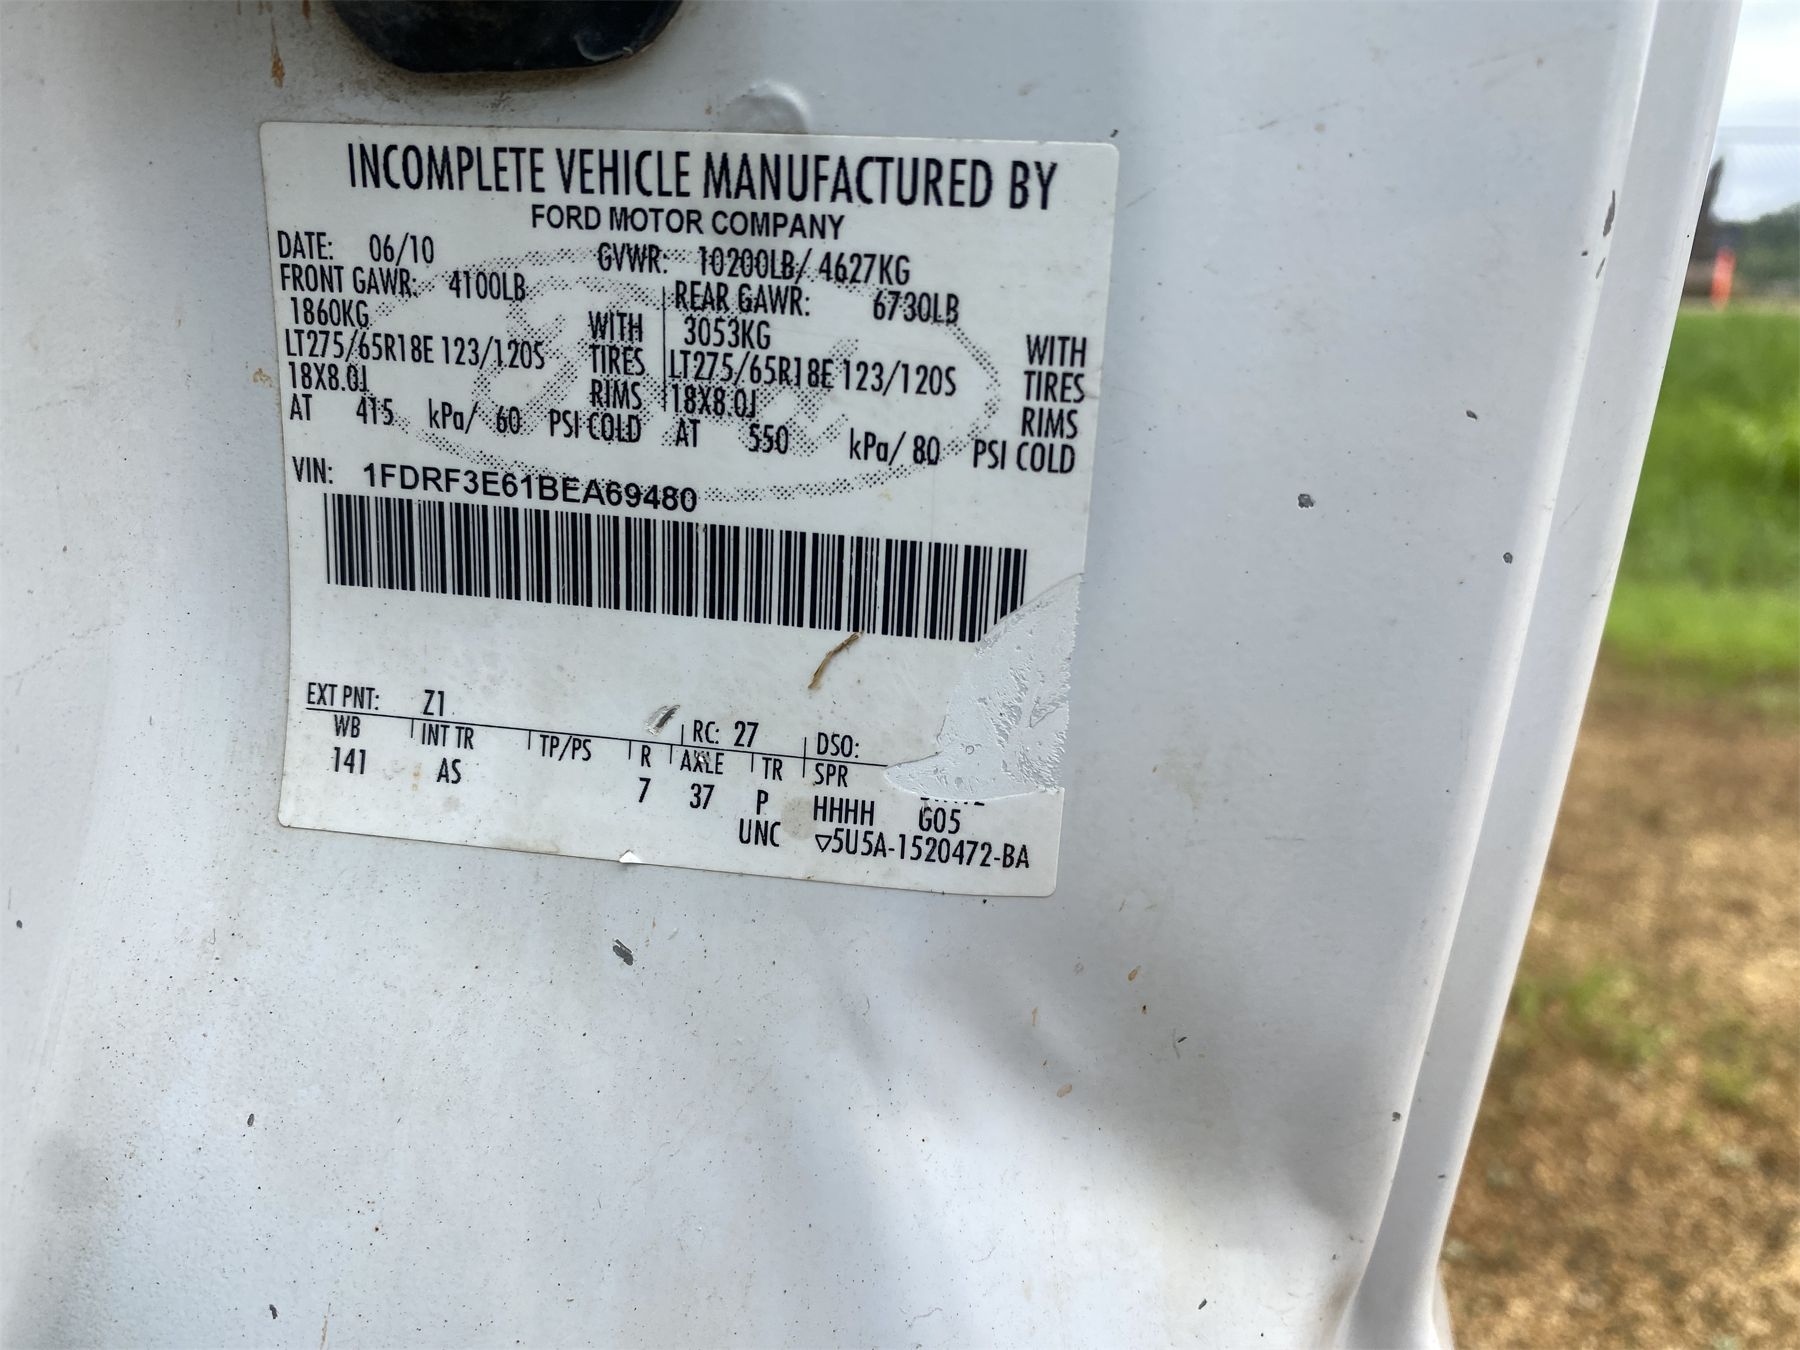 INCOMPLETE VEHICLE MANUFACTURED BY
FORD MOTOR COMPANY
DATE: 06/10 GVWR: 10200LB/ 4627KG
FRONT GAWR: 4100LB REAR GAWR: 6730LB
1860KG WITH 3053KG WITH
LT275/65R18E 123/120S TIRES LT275/65R18E 123/120S TIRES
18X8.0J RIMS 18X8.0J RIMS
AT 415 kPa/ 60 PSI COLD AT 550 kPa/ 80 PSI COLD
VIN: 1FDRF3E61BEA69480
EXT PNT: Z1 RC: 27 DSO:
WB INT TR TP/PS R AXLE TR SPR
141 AS 7 37 P HHHH G05
UNC ▽5U5A-1520472-BA